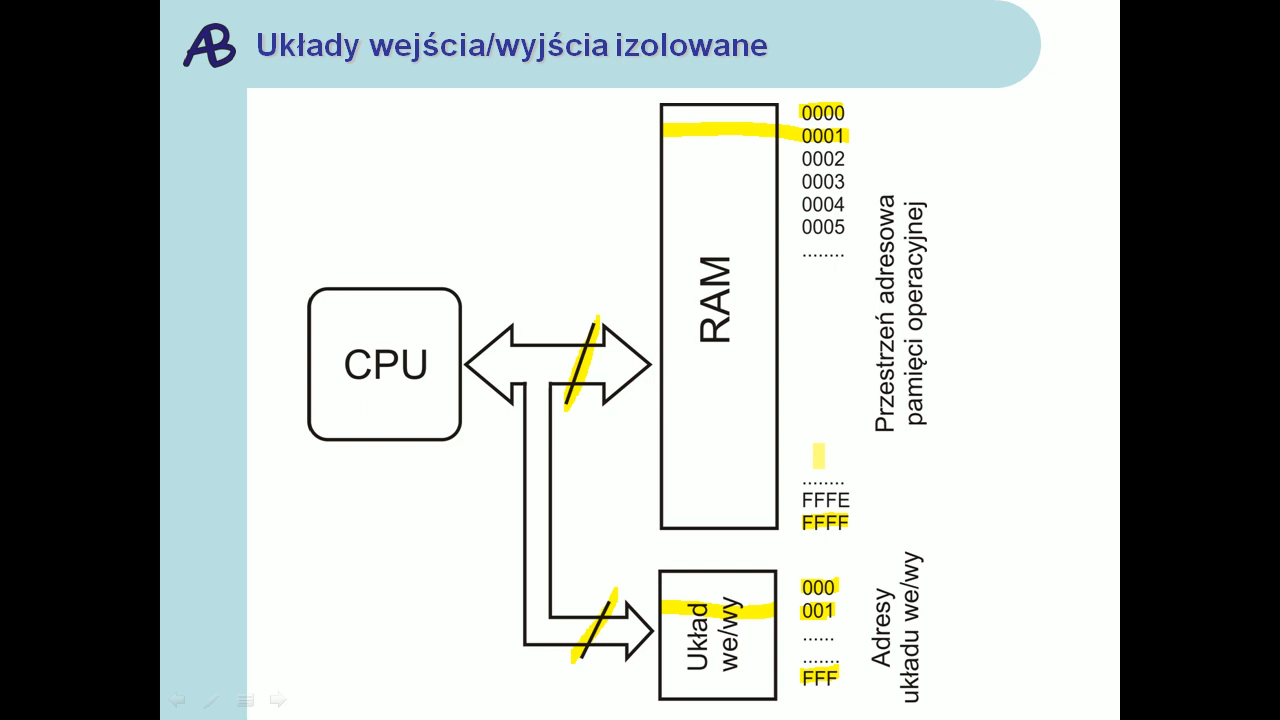 AB
Układy wejścia/wyjścia izolowane
CPU
RAM
0000
0001
0002
0003
0004
0005
........
........
FFFE
FFFF
Przestrzeń adresowa
pamięci operacyjnej
Układ
we/wy
000
001
......
.......
FFF
Adresy
układu we/wy